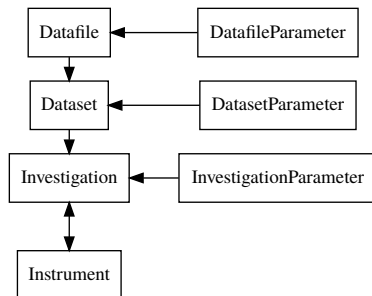 Datafile
DatafileParameter
Dataset
DatasetParameter
Investigation
InvestigationParameter
Instrument